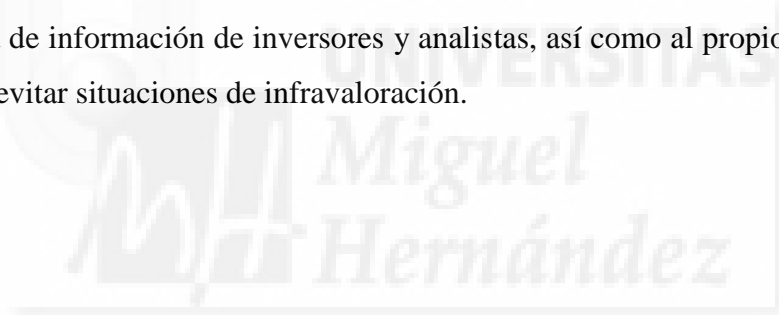 de información de inversores y analistas, así como al propio
evitar situaciones de infravaloración.
UNIVERSITAS
Miguel
Hernández